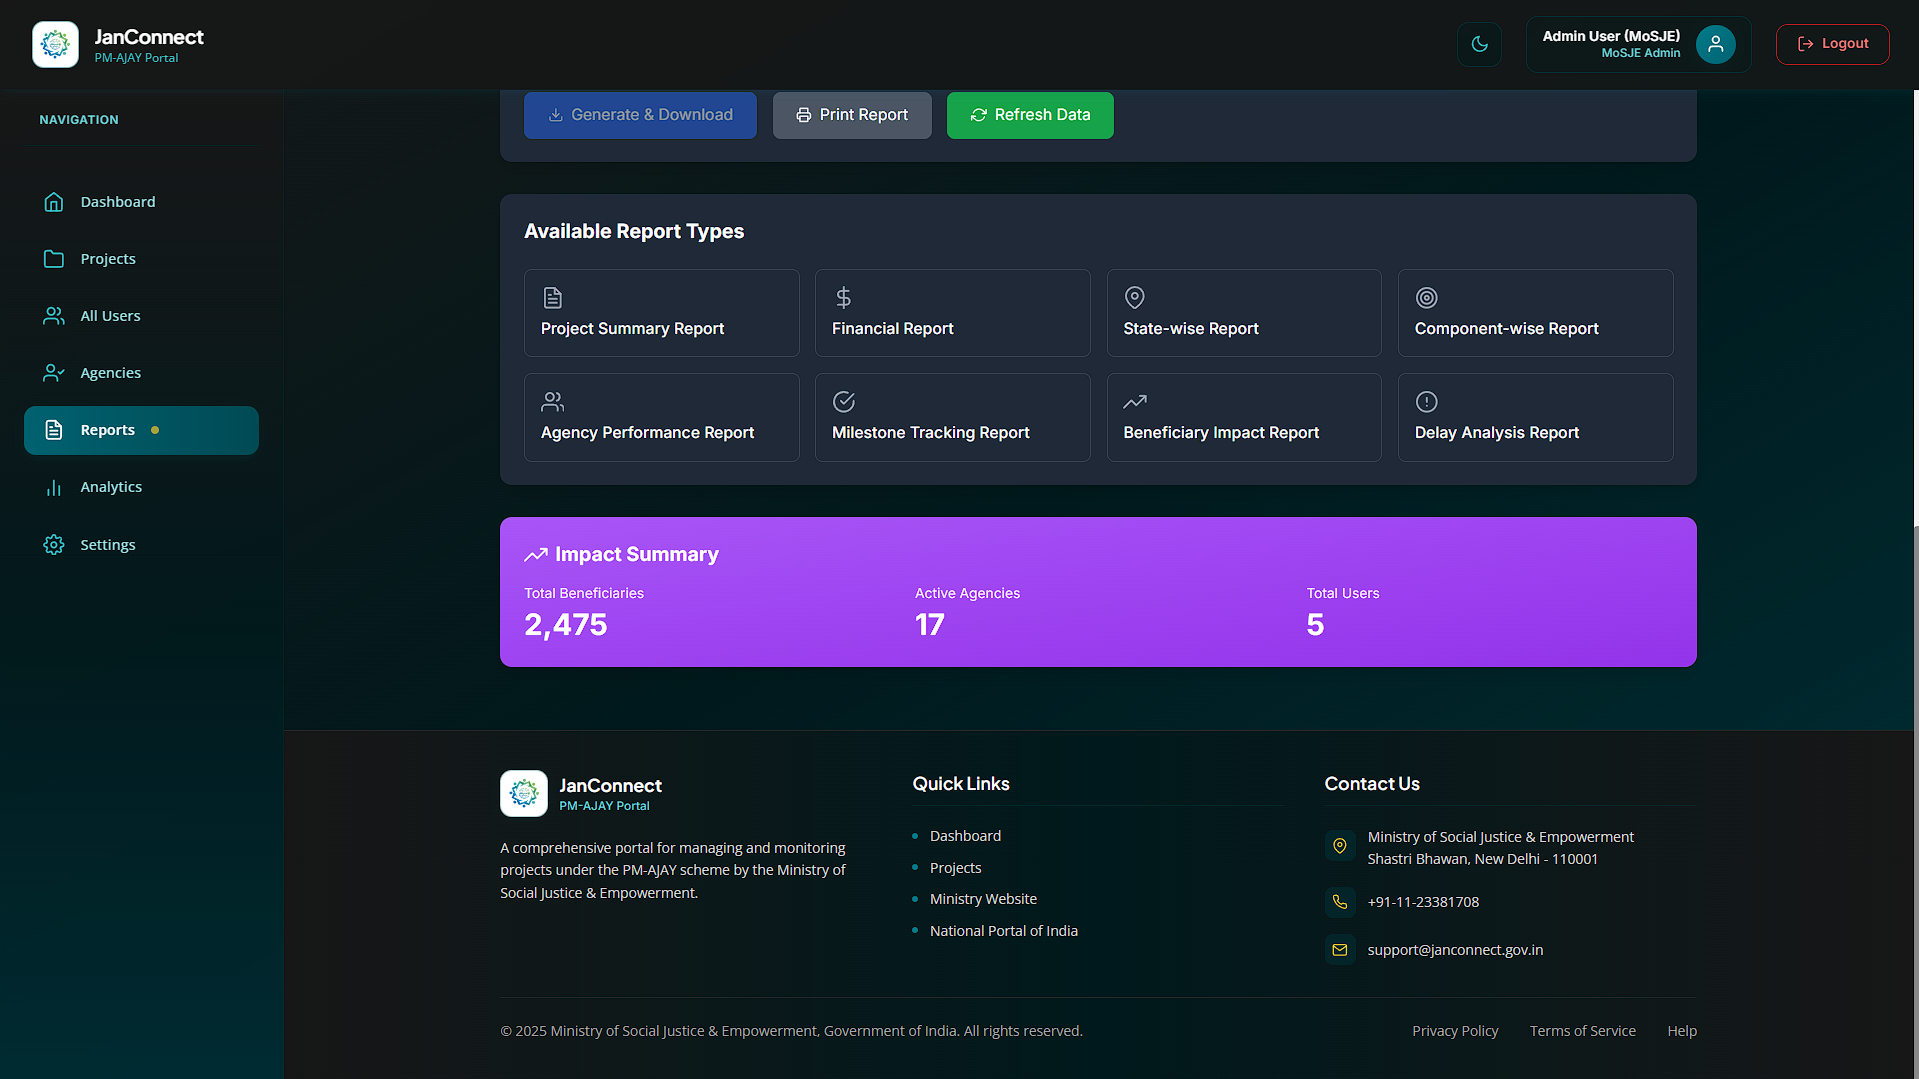 JanConnect
PM-AJAY Portal
Admin User (MoSJE)
MoSJE Admin
Logout
NAVIGATION
Dashboard
Projects
All Users
Agencies
Reports
Analytics
Settings
Generate & Download
Print Report
Refresh Data
Available Report Types
Project Summary Report
Financial Report
State-wise Report
Component-wise Report
Agency Performance Report
Milestone Tracking Report
Beneficiary Impact Report
Delay Analysis Report
Impact Summary
Total Beneficiaries
2,475
Active Agencies
17
Total Users
5
JanConnect
PM-AJAY Portal
A comprehensive portal for managing and monitoring
projects under the PM-AJAY scheme by the Ministry of
Social Justice & Empowerment.
Quick Links
Dashboard
Projects
Ministry Website
National Portal of India
Contact Us
Ministry of Social Justice & Empowerment
Shastri Bhawan, New Delhi - 110001
+91-11-23381708
support@janconnect.gov.in
© 2025 Ministry of Social Justice & Empowerment, Government of India. All rights reserved.
Privacy Policy
Terms of Service
Help